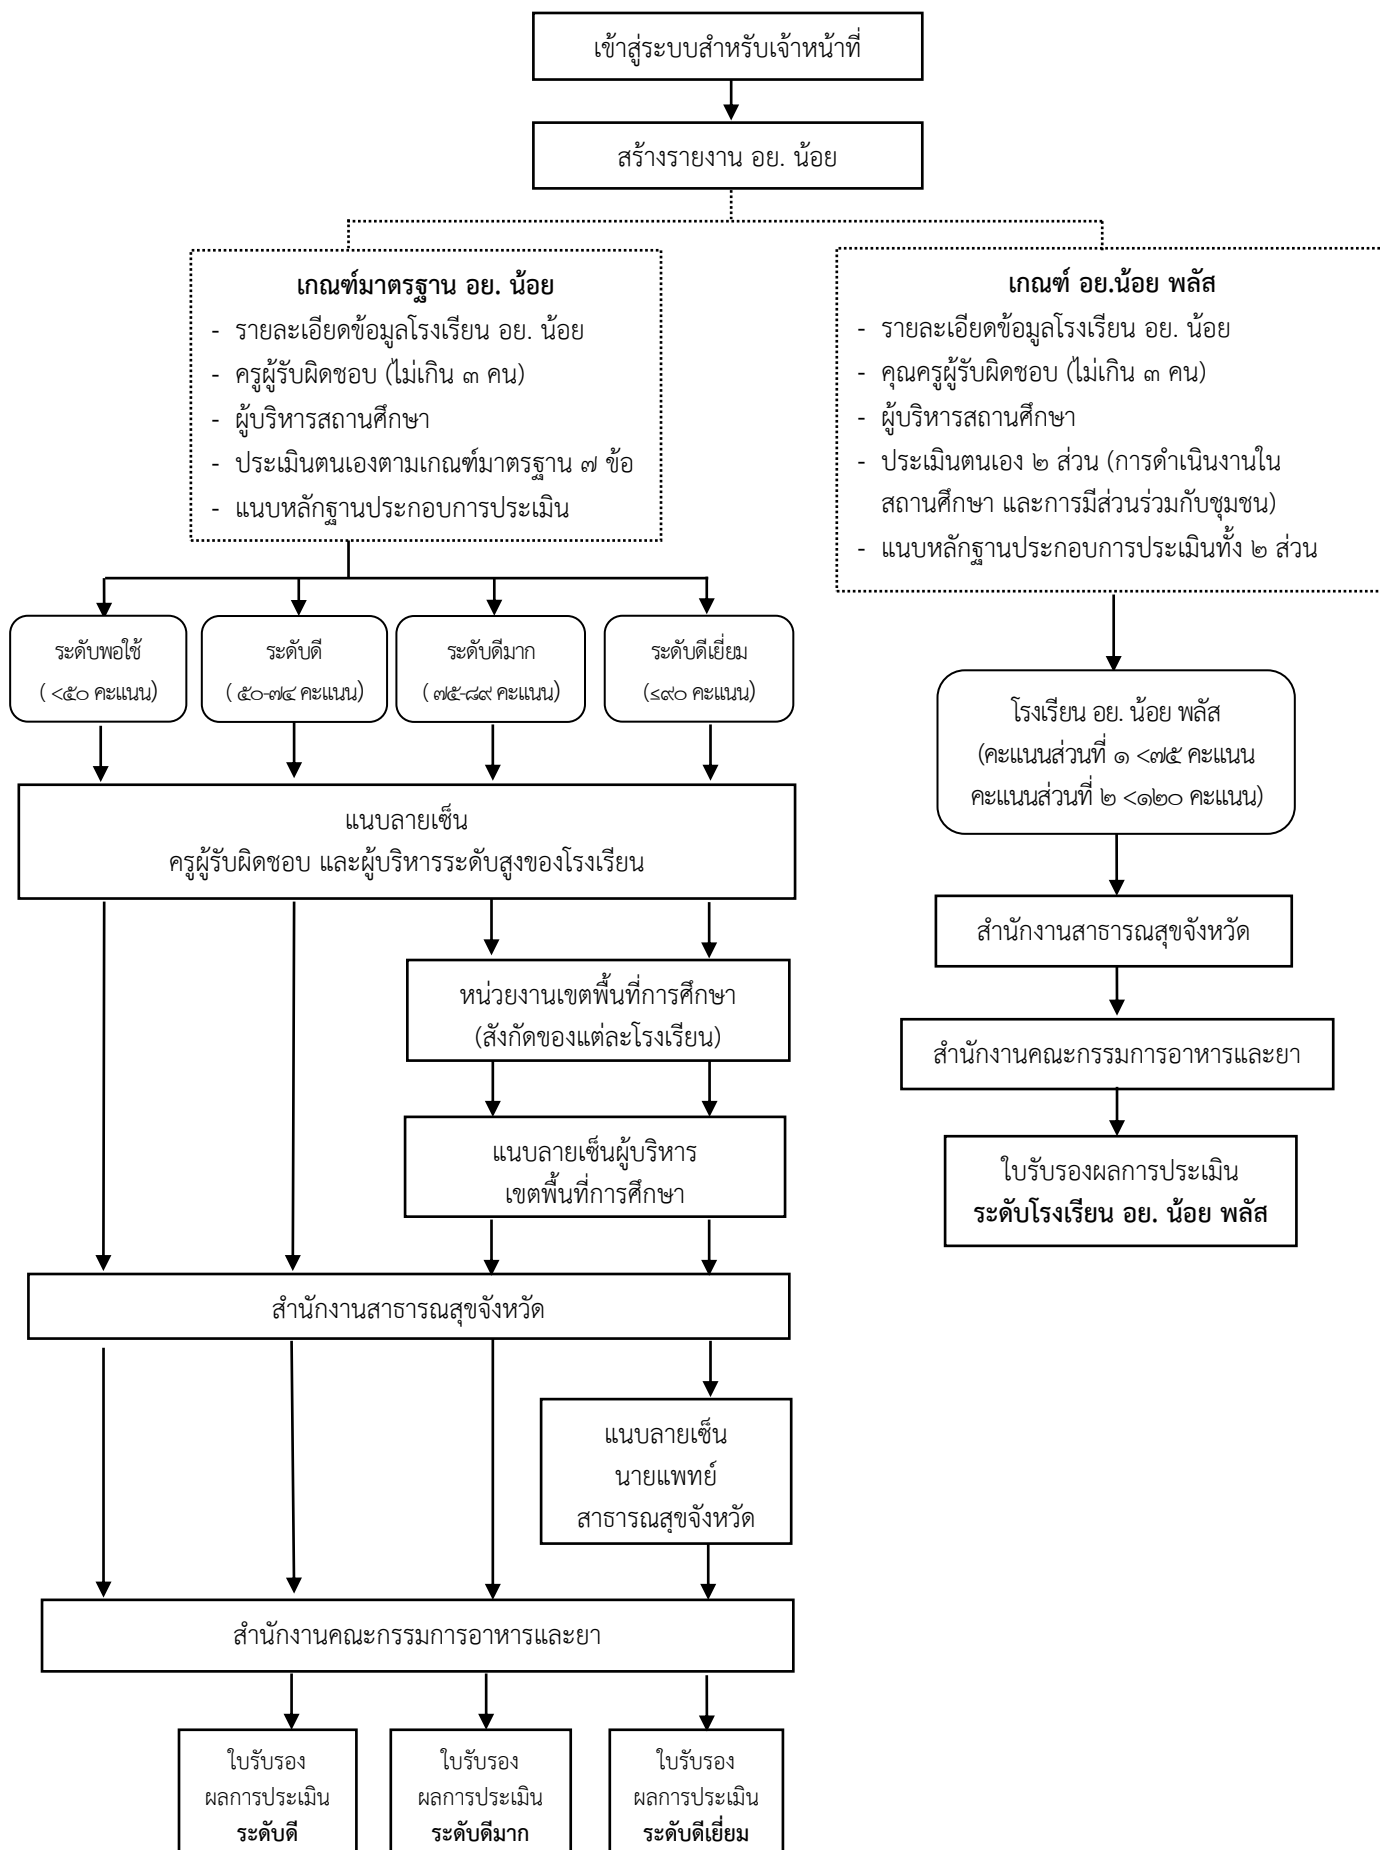 เข้าสู่ระบบสำหรับเจ้าหน้าที่
สร้างรายงาน อย. น้อย
เกณฑ์มาตรฐาน อย. น้อย
- รายละเอียดข้อมูลโรงเรียน อย. น้อย
- ครูผู้รับผิดชอบ (ไม่เกิน ๓ คน)
- ผู้บริหารสถานศึกษา
- ประเมินตนเองตามเกณฑ์มาตรฐาน ๗ ข้อ
- แนบหลักฐานประกอบการประเมิน
เกณฑ์ อย.น้อย พลัส
- รายละเอียดข้อมูลโรงเรียน อย. น้อย
- คุณครูผู้รับผิดชอบ (ไม่เกิน ๓ คน)
- ผู้บริหารสถานศึกษา
- ประเมินตนเอง ๒ ส่วน (การดำเนินงานใน
สถานศึกษา และการมีส่วนร่วมกับชุมชน)
- แนบหลักฐานประกอบการประเมินทั้ง ๒ ส่วน
ระดับพอใช้
( <๕๐ คะแนน)
ระดับดี
( ๕๐-๗๔ คะแนน)
ระดับดีมาก
( ๗๕-๘๙ คะแนน)
ระดับดีเยี่ยม
(≤๙๐ คะแนน)
โรงเรียน อย. น้อย พลัส
(คะแนนส่วนที่ ๑ <๗๕ คะแนน
คะแนนส่วนที่ ๒ <๑๒๐ คะแนน)
แนบลายเซ็น
ครูผู้รับผิดชอบ และผู้บริหารระดับสูงของโรงเรียน
สำนักงานสาธารณสุขจังหวัด
หน่วยงานเขตพื้นที่การศึกษา
(สังกัดของแต่ละโรงเรียน)
สำนักงานคณะกรรมการอาหารและยา
แนบลายเซ็นผู้บริหาร
เขตพื้นที่การศึกษา
ใบรับรองผลการประเมิน
ระดับโรงเรียน อย. น้อย พลัส
สำนักงานสาธารณสุขจังหวัด
แนบลายเซ็น
นายแพทย์
สาธารณสุขจังหวัด
สำนักงานคณะกรรมการอาหารและยา
ใบรับรอง
ผลการประเมิน
ระดับดี
ใบรับรอง
ผลการประเมิน
ระดับดีมาก
ใบรับรอง
ผลการประเมิน
ระดับดีเยี่ยม